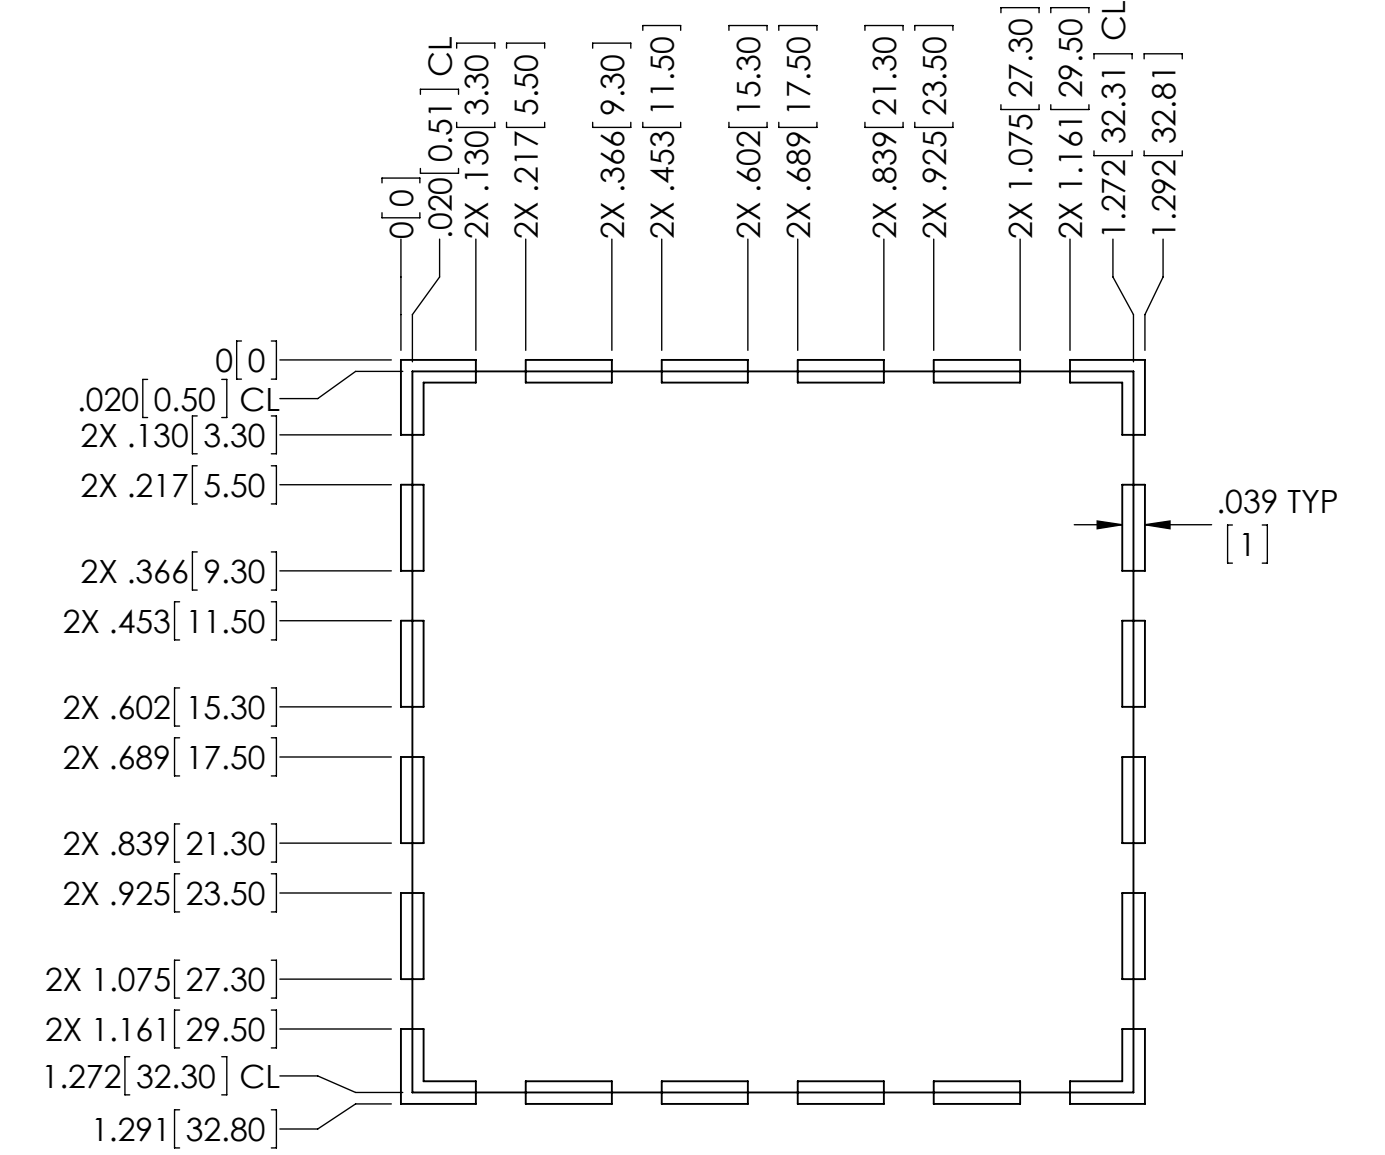 0[0]
.020[0.51] CL
2X .130[3.30]
2X .217[5.50]
2X .366[9.30]
2X .453[11.50]
2X .602[15.30]
2X .689[17.50]
2X .839[21.30]
2X .925[23.50]
2X 1.075[27.30]
2X 1.161[29.50]
1.272[32.31] CL
1.292[32.81]
0[0]
.020[0.50] CL
2X .130[3.30]
2X .217[5.50]
2X .366[9.30]
2X .453[11.50]
2X .602[15.30]
2X .689[17.50]
2X .839[21.30]
2X .925[23.50]
2X 1.075[27.30]
2X 1.161[29.50]
1.272[32.30] CL
1.291[32.80]
.039 TYP
[1]